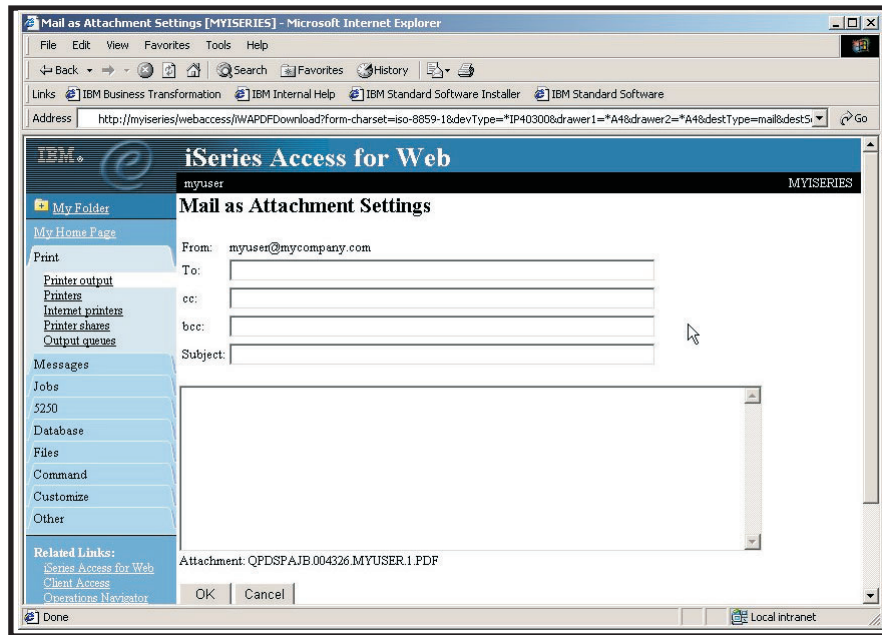 Mail as Attachment Settings [MYISERIES] - Microsoft Internet Explorer
File Edit View Favorites Tools Help
Back Search Favorites History
Links IBM Business Transformation IBM Internal Help IBM Standard Software Installer IBM Standard Software
Address http://myiseries/webaccess/iWAPDFDownload?form-charset=iso-8859-1&devType=*IP40300&drawer1=*A4&drawer2=*A4&destType=mail&destS Go
IBM e iSeries Access for Web
myuser MYISERIES
My Folder
My Home Page
Print
Printer output
Printers
Internet printers
Printer shares
Output queues
Messages
Jobs
5250
Database
Files
Command
Customize
Other
Related Links:
iSeries Access for Web
Client Access
Operations Navigator
Mail as Attachment Settings
From: myuser@mycompany.com
To:
cc:
bcc:
Subject:
Attachment: QPDSPAJB.004326.MYUSER.1.PDF
OK Cancel
Done Local intranet